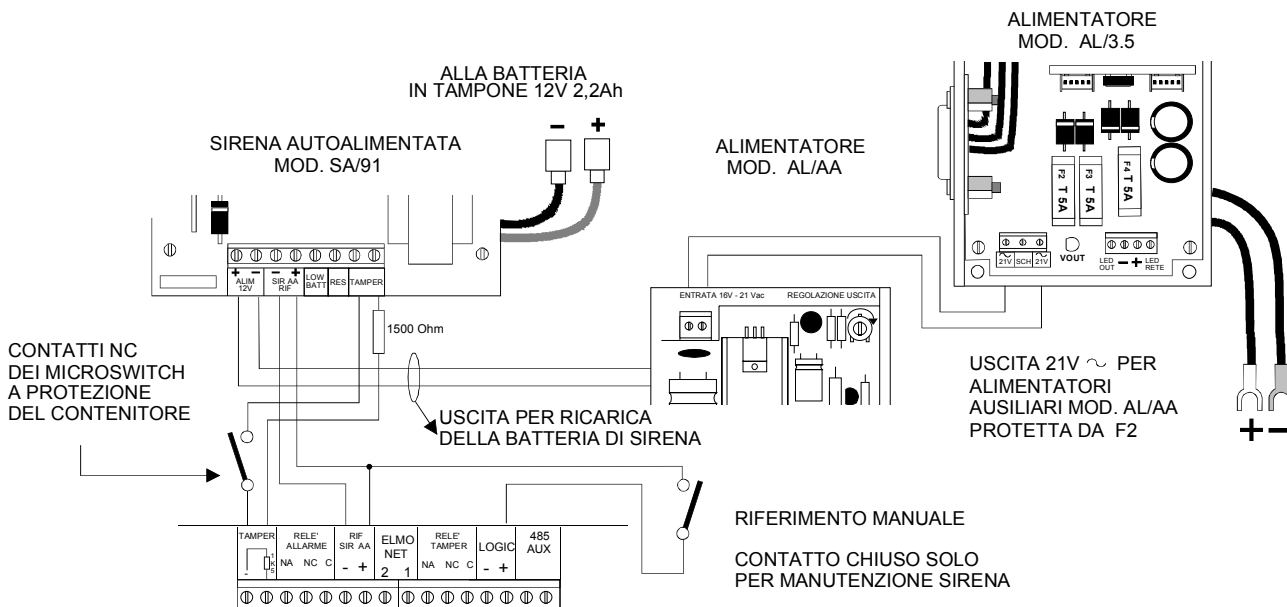 ALIMENTATORE
MOD. AL/3.5
ALLA BATTERIA
IN TAMPONE 12V 2,2Ah
- +
SIRENA AUTOALIMENTATA
MOD. SA/91
ALIMENTATORE
MOD. AL/AA
F2 T 5A
F3 T 5A
F4 T 5A
21V SCH 21V
VOUT
LED OUT - + LED RETE
+ - - + LOW RES TAMPER
ALIM SIR AA BATT
12V RIF
ENTRATA 16V - 21 Vac REGOLAZIONE USCITA
1500 Ohm
CONTATTI NC
DEI MICROSWITCH
A PROTEZIONE
DEL CONTENITORE
USCITA PER RICARICA
DELLA BATTERIA DI SIRENA
USCITA 21V ~ PER
ALIMENTATORI
AUSILIARI MOD. AL/AA
PROTETTA DA F2
+ -
RIFERIMENTO MANUALE
CONTATTO CHIUSO SOLO
PER MANUTENZIONE SIRENA
TAMPER RELE' RIF ELMO RELE' LOGIC 485
ALLARME SIR AA NET TAMPER AUX
- 1K5 NA NC C - + 2 1 NA NC C - +